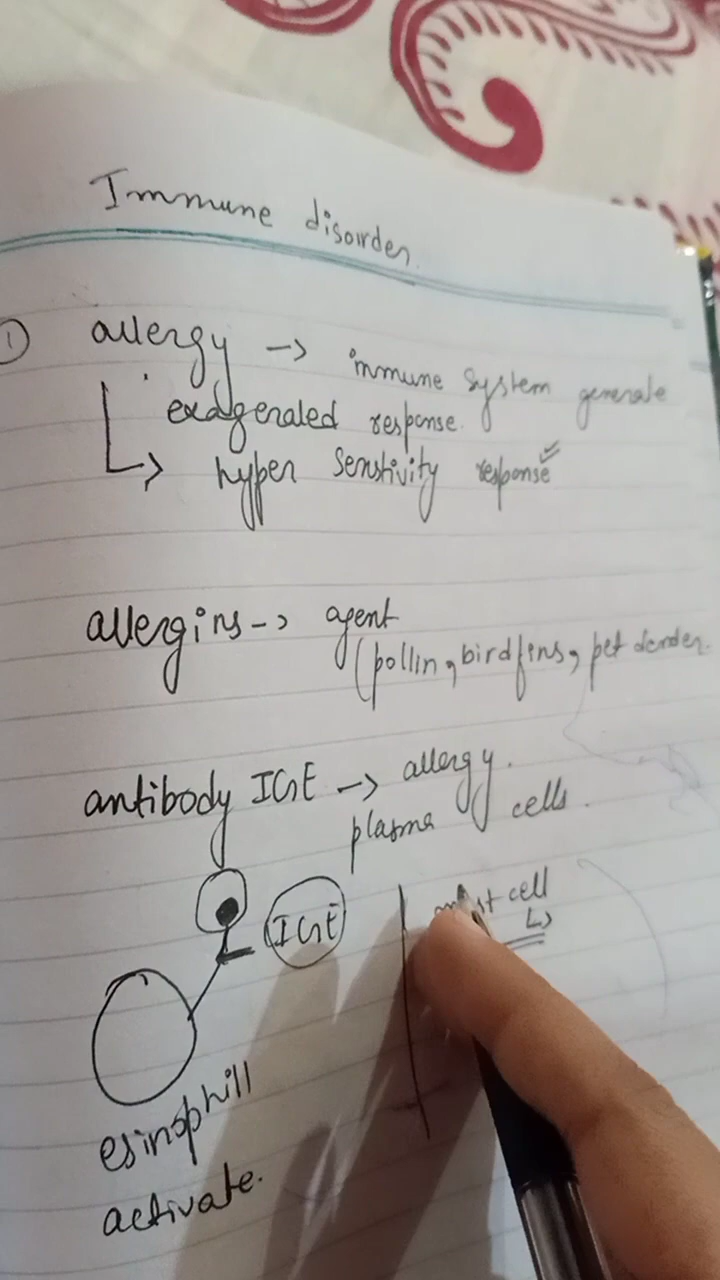 Immune disorder
① allergy → immune system generate
exagerated response.
↳ hyper senstivity response
allergins → agent
(pollin, bird fins, pet dender.
antibody IGE → allergy.
plasma cells.
IGE
cell
esinophill
activate.